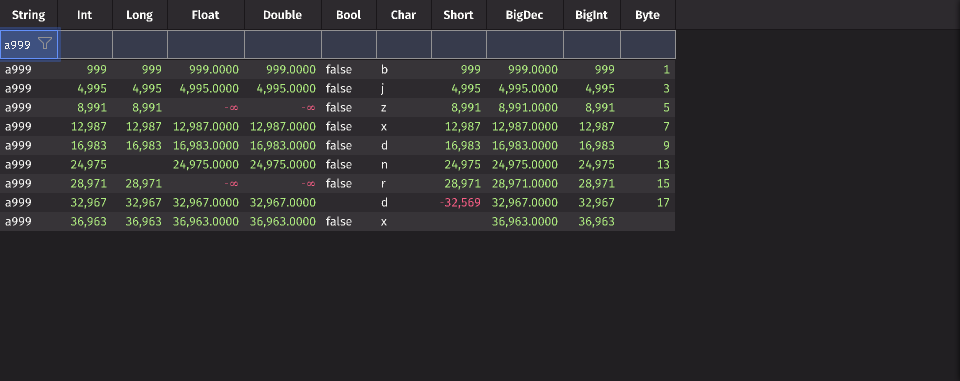 String Int Long Float Double Bool Char Short BigDec BigInt Byte
a999
a999 999 999 999.0000 999.0000 false b 999 999.0000 999 1
a999 4,995 4,995 4,995.0000 4,995.0000 false j 4,995 4,995.0000 4,995 3
a999 8,991 8,991 -∞ -∞ false z 8,991 8,991.0000 8,991 5
a999 12,987 12,987 12,987.0000 12,987.0000 false x 12,987 12,987.0000 12,987 7
a999 16,983 16,983 16,983.0000 16,983.0000 false d 16,983 16,983.0000 16,983 9
a999 24,975 24,975.0000 24,975.0000 false n 24,975 24,975.0000 24,975 13
a999 28,971 28,971 -∞ -∞ false r 28,971 28,971.0000 28,971 15
a999 32,967 32,967 32,967.0000 32,967.0000 d -32,569 32,967.0000 32,967 17
a999 36,963 36,963 36,963.0000 36,963.0000 false x 36,963.0000 36,963